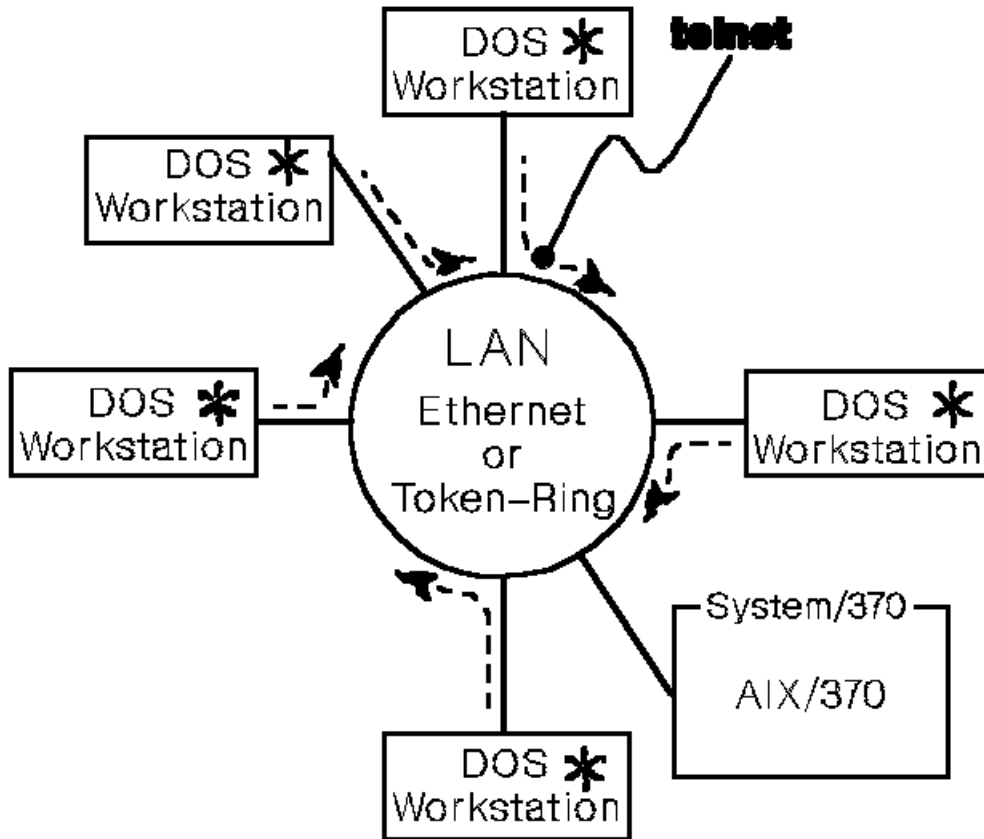 telnet
DOS *
Workstation
DOS *
Workstation
LAN
Ethernet
or
Token-Ring
DOS *
Workstation
DOS *
Workstation
System/370
AIX/370
DOS *
Workstation